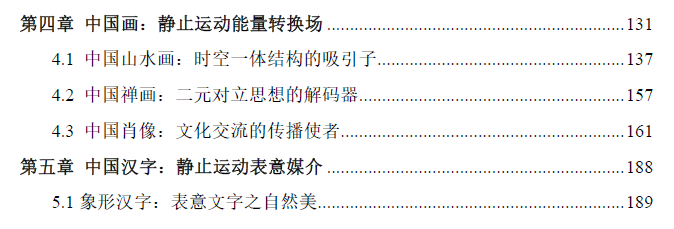 第四章 中国画：静止运动能量转换场......131
4.1 中国山水画：时空一体结构的吸引子......137
4.2 中国禅画：二元对立思想的解码器......157
4.3 中国肖像：文化交流的传播使者......161
第五章 中国汉字：静止运动表意媒介......188
5.1 象形汉字：表意文字之自然美......189